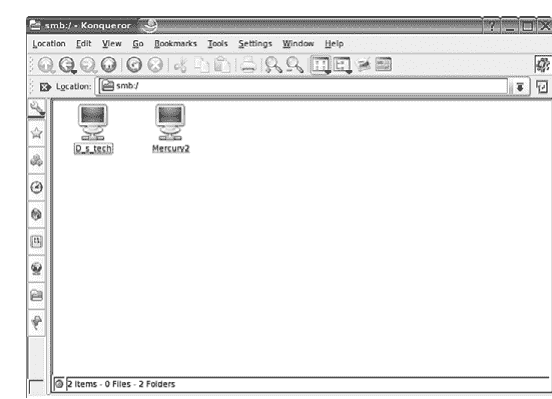 smb:/ - Konqueror
Location Edit View Go Bookmarks Tools Settings Window Help
Location: smb:/
D_s_tech Mercury2
2 Items - 0 Files - 2 Folders